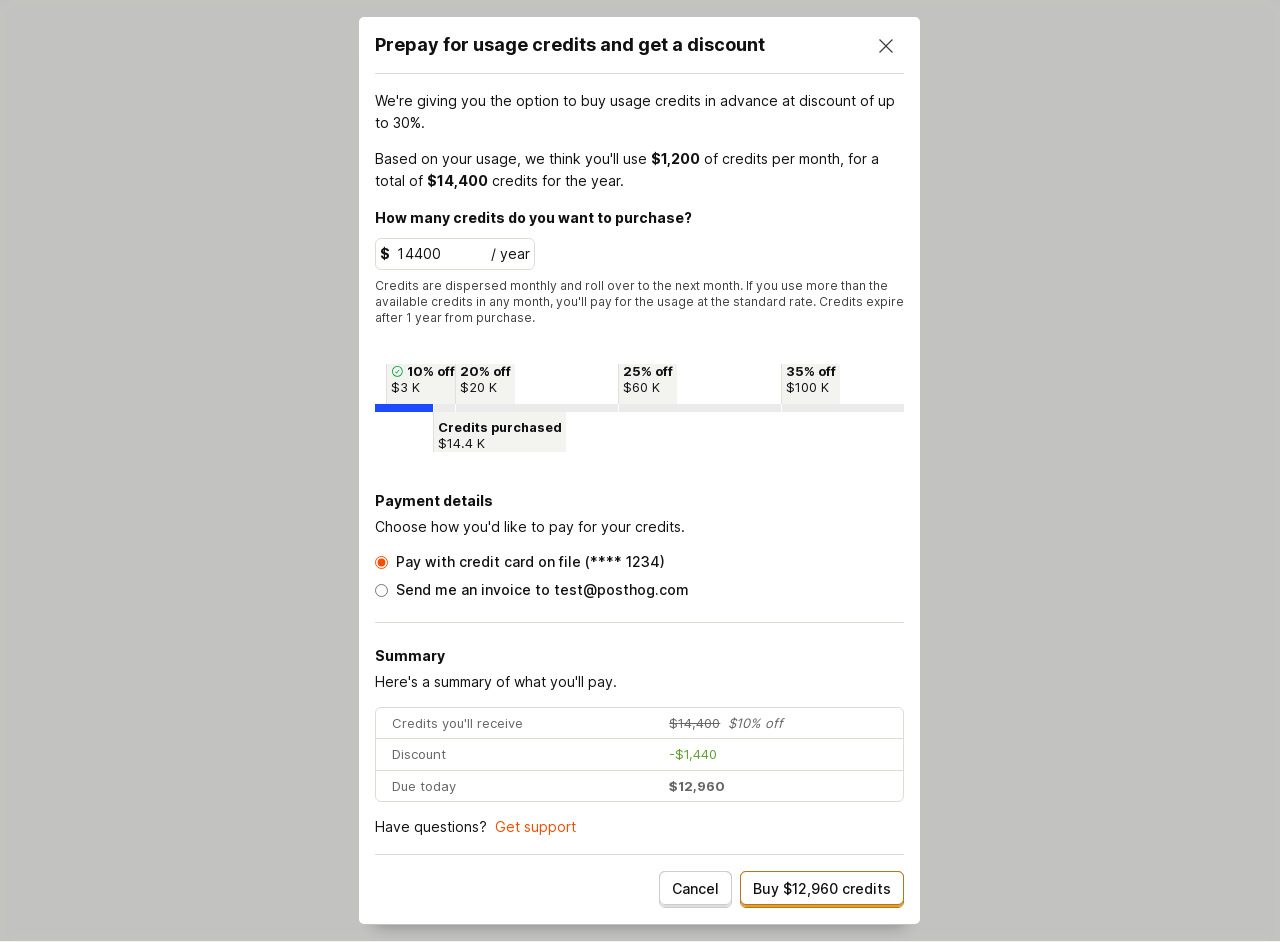 Prepay for usage credits and get a discount
We're giving you the option to buy usage credits in advance at discount of up
to 30%.
Based on your usage, we think you'll use $1,200 of credits per month, for a
total of $14,400 credits for the year.
How many credits do you want to purchase?
$ 14400 / year
Credits are dispersed monthly and roll over to the next month. If you use more than the
available credits in any month, you'll pay for the usage at the standard rate. Credits expire
after 1 year from purchase.
10% off 20% off 25% off 35% off
$3 K $20 K $60 K $100 K
Credits purchased
$14.4 K
Payment details
Choose how you'd like to pay for your credits.
Pay with credit card on file (**** 1234)
Send me an invoice to test@posthog.com
Summary
Here's a summary of what you'll pay.
Credits you'll receive $14,400 $10% off
Discount -$1,440
Due today $12,960
Have questions? Get support
Cancel Buy $12,960 credits